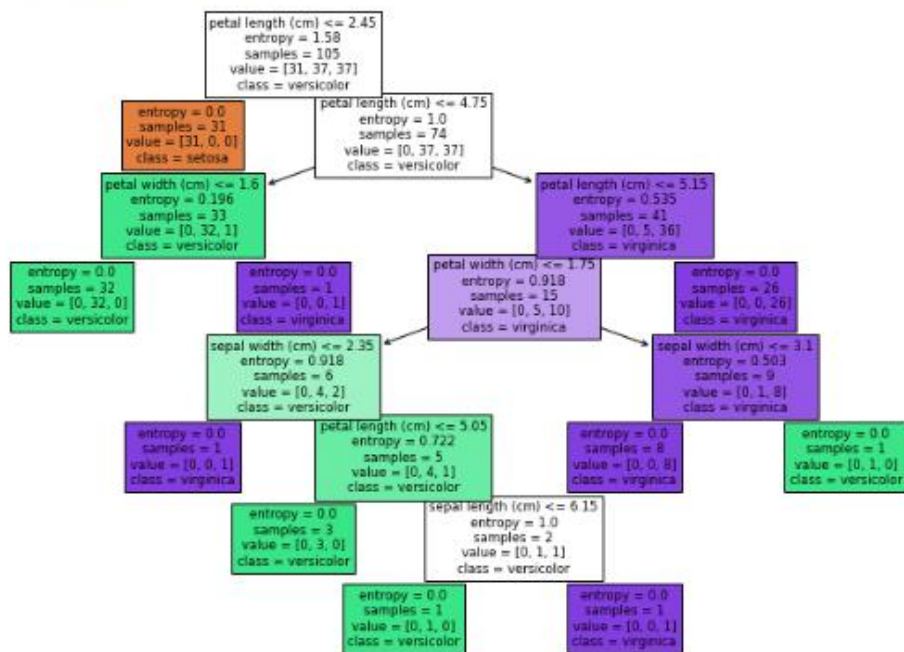 petal length (cm) <= 2.45
entropy = 1.58
samples = 105
value = [31, 37, 37]
class = versicolor
entropy = 0.0
samples = 31
value = [31, 0, 0]
class = setosa
petal length (cm) <= 4.75
entropy = 1.0
samples = 74
value = [0, 37, 37]
class = versicolor
petal width (cm) <= 1.6
entropy = 0.196
samples = 33
value = [0, 32, 1]
class = versicolor
petal length (cm) <= 5.15
entropy = 0.535
samples = 41
value = [0, 5, 36]
class = virginica
entropy = 0.0
samples = 32
value = [0, 32, 0]
class = versicolor
entropy = 0.0
samples = 1
value = [0, 0, 1]
class = virginica
petal width (cm) <= 1.75
entropy = 0.918
samples = 15
value = [0, 5, 10]
class = virginica
entropy = 0.0
samples = 26
value = [0, 0, 26]
class = virginica
sepal width (cm) <= 2.35
entropy = 0.918
samples = 6
value = [0, 4, 2]
class = versicolor
sepal width (cm) <= 3.1
entropy = 0.503
samples = 9
value = [0, 1, 8]
class = virginica
entropy = 0.0
samples = 1
value = [0, 0, 1]
class = virginica
petal length (cm) <= 5.05
entropy = 0.722
samples = 5
value = [0, 4, 1]
class = versicolor
entropy = 0.0
samples = 8
value = [0, 0, 8]
class = virginica
entropy = 0.0
samples = 1
value = [0, 1, 0]
class = versicolor
entropy = 0.0
samples = 3
value = [0, 3, 0]
class = versicolor
sepal length (cm) <= 6.15
entropy = 1.0
samples = 2
value = [0, 1, 1]
class = versicolor
entropy = 0.0
samples = 1
value = [0, 1, 0]
class = versicolor
entropy = 0.0
samples = 1
value = [0, 0, 1]
class = virginica